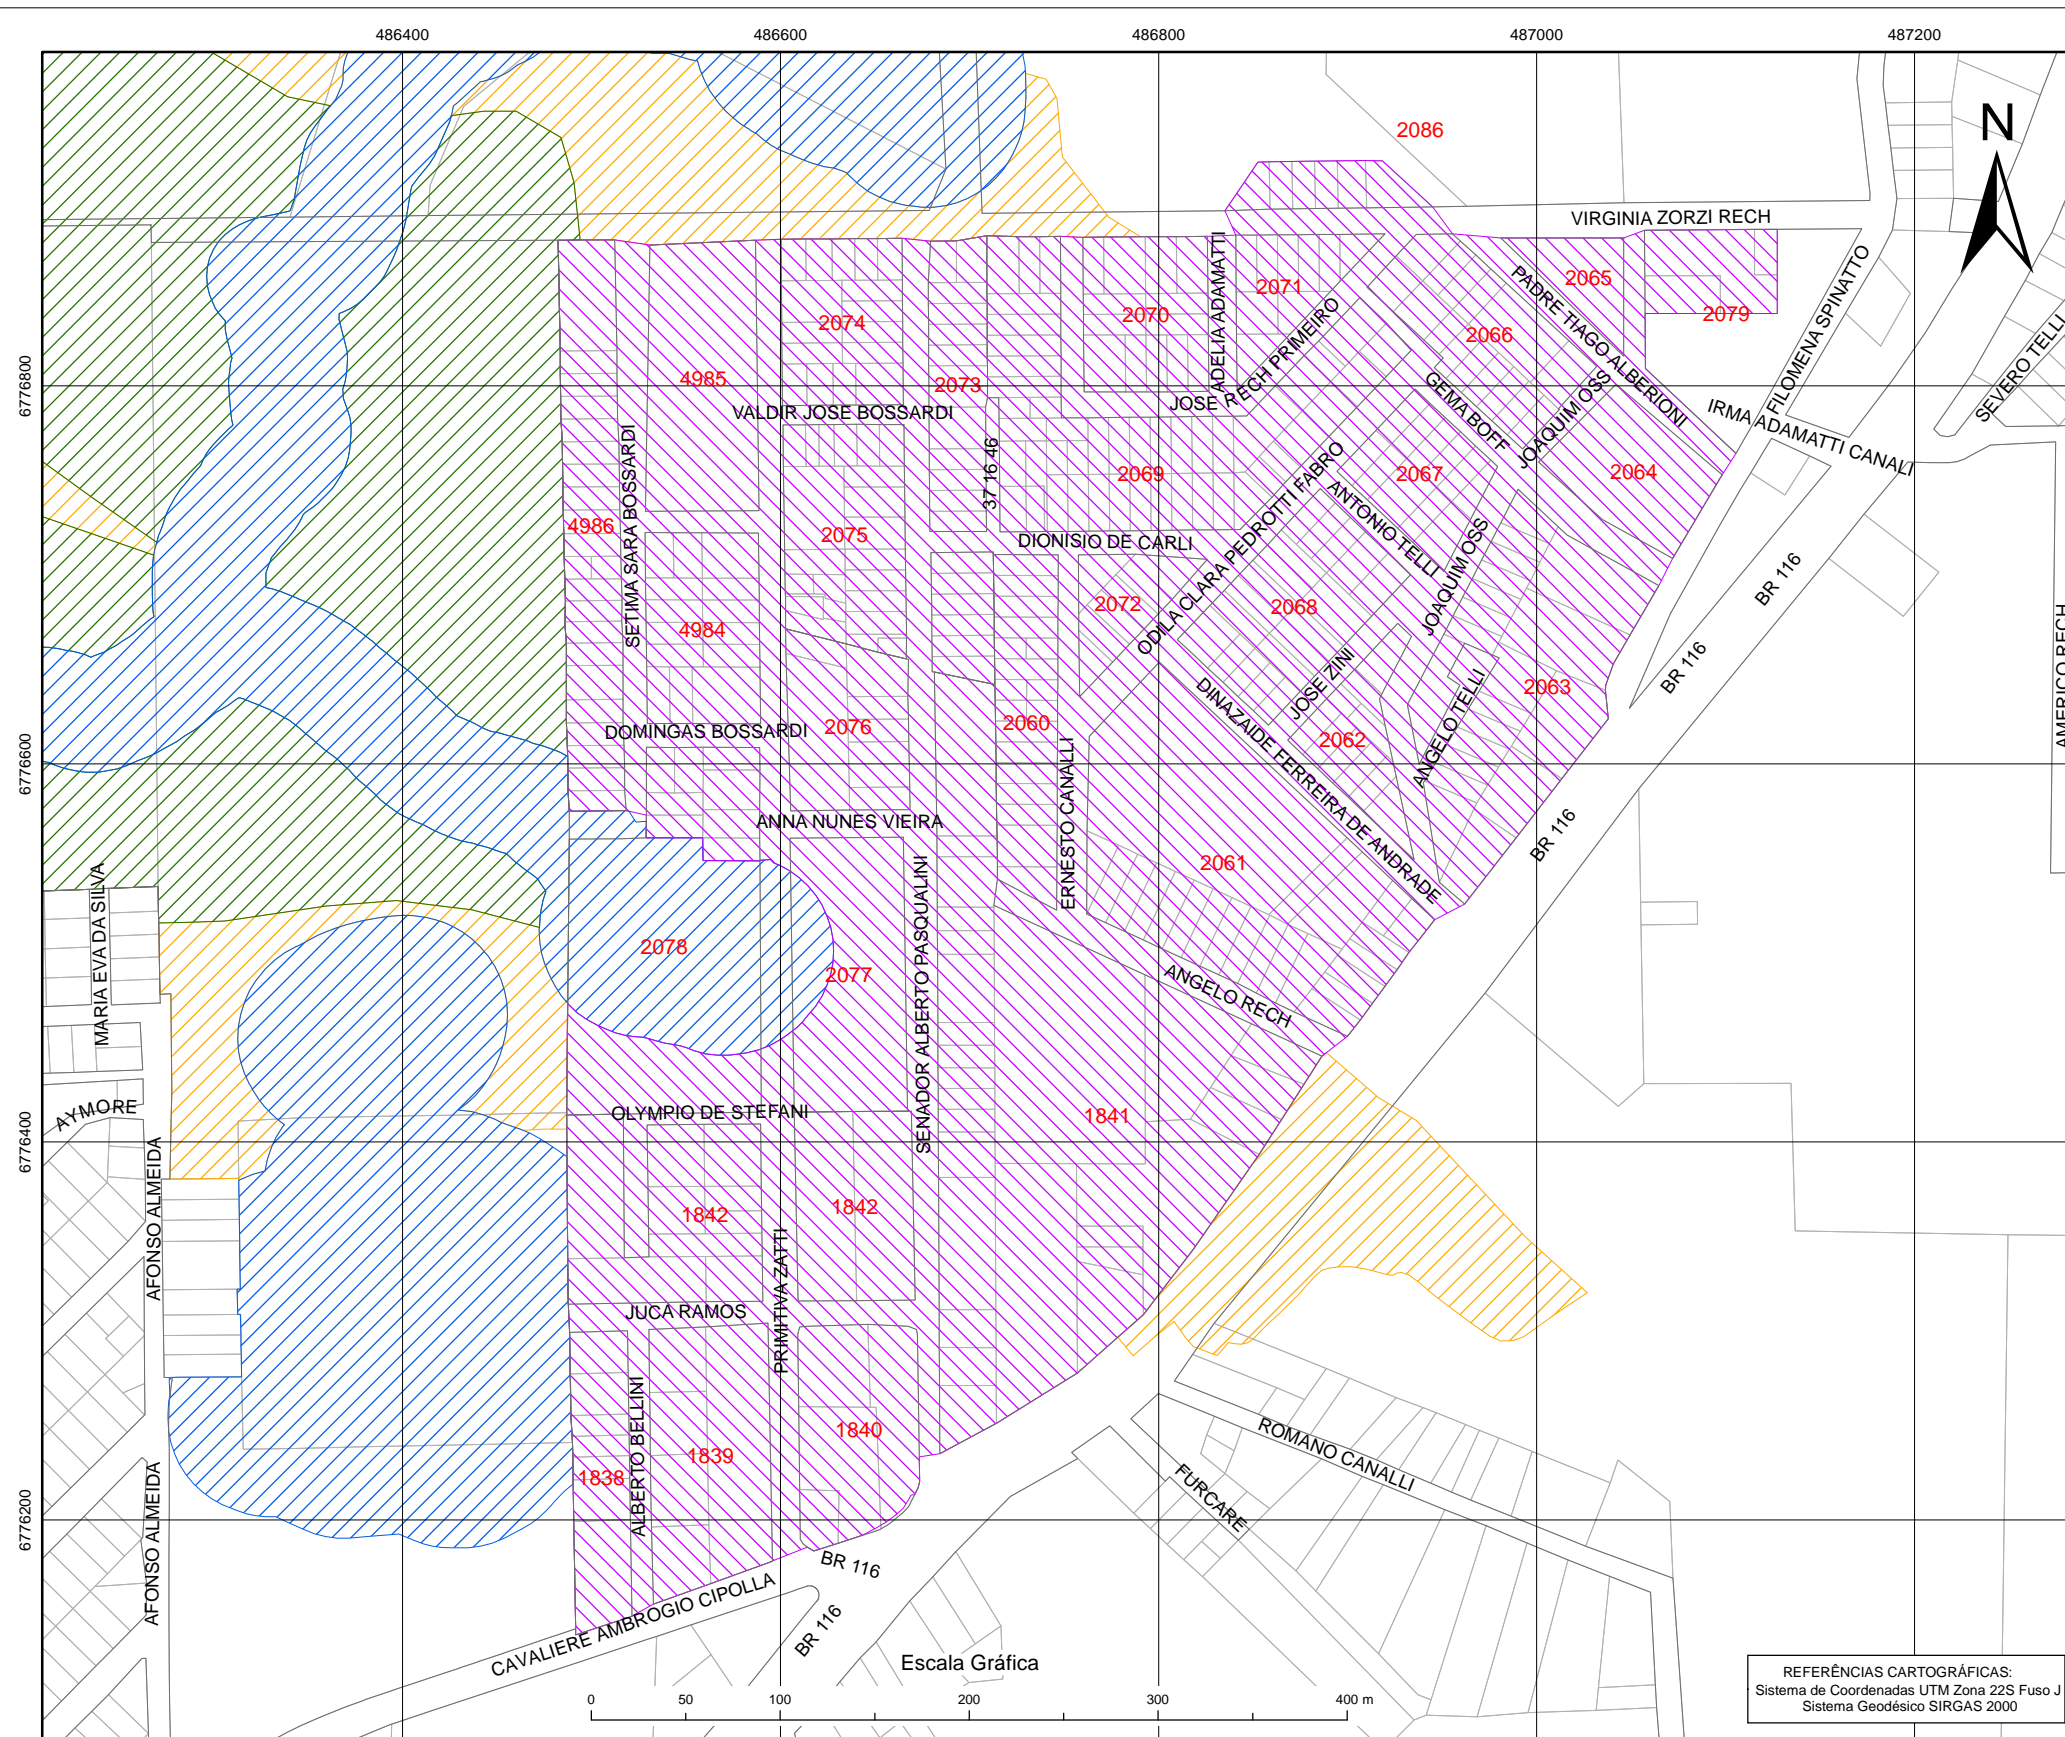 486400 486600 486800 487000 487200
6776800
6776600
6776400
6776200
N
2086
VIRGINIA ZORZI RECH
2065
2079
2071
2070
2074
2066
ADELIA ADAMATTI
PADRE TIAGO ALBERIONI
FILOMENA SPINATTO
SEVERO TELLI
4985
2073
VALDIR JOSE BOSSARDI
JOSE RECH PRIMEIRO
GEMA BOFF
JOAQUIM OSS
IRMA ADAMATTI CANALI
SETIMA SARA BOSSARDI
37 16 46
2069
2067
2064
4986
2075
DIONISIO DE CARLI
ODILA CLARA PEDROTTI FABRO
ANTONIO TELLI
JOAQUIM OSS
BR 116
4984
2072
2068
AMERICO RECH
BR 116
2063
JOSE ZINI
DINAZAIDE FERREIRA DE ANDRADE
ANGELO TELLI
2076
2060
2062
DOMINGAS BOSSARDI
ERNESTO CANALLI
ANNA NUNES VIEIRA
BR 116
2061
MARIA EVA DA SILVA
SENADOR ALBERTO PASQUALINI
2078
2077
ANGELO RECH
AYMORE
OLYMPIO DE STEFANI
1841
AFONSO ALMEIDA
1842
1842
PRIMITIVA ZATTI
JUCA RAMOS
ALBERTO BELLINI
1840
1839
1838
AFONSO ALMEIDA
ROMANO CANALLI
FURCARE
BR 116
CAVALIERE AMBROGIO CIPOLLA
BR 116
Escala Gráfica
0 50 100 200 300 400 m
REFERÊNCIAS CARTOGRÁFICAS:
Sistema de Coordenadas UTM Zona 22S Fuso J
Sistema Geodésico SIRGAS 2000